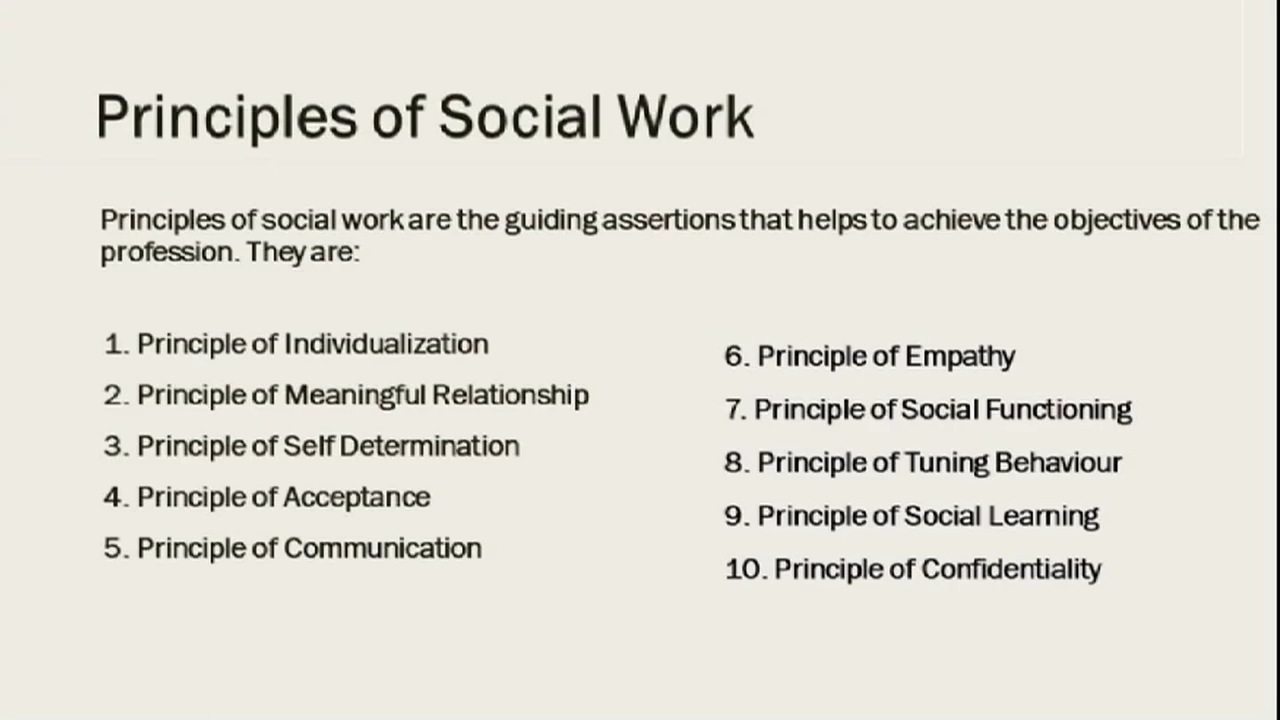 Principles of Social Work
Principles of social work are the guiding assertions that helps to achieve the objectives of the
profession. They are:
1. Principle of Individualization
2. Principle of Meaningful Relationship
3. Principle of Self Determination
4. Principle of Acceptance
5. Principle of Communication
6. Principle of Empathy
7. Principle of Social Functioning
8. Principle of Tuning Behaviour
9. Principle of Social Learning
10. Principle of Confidentiality